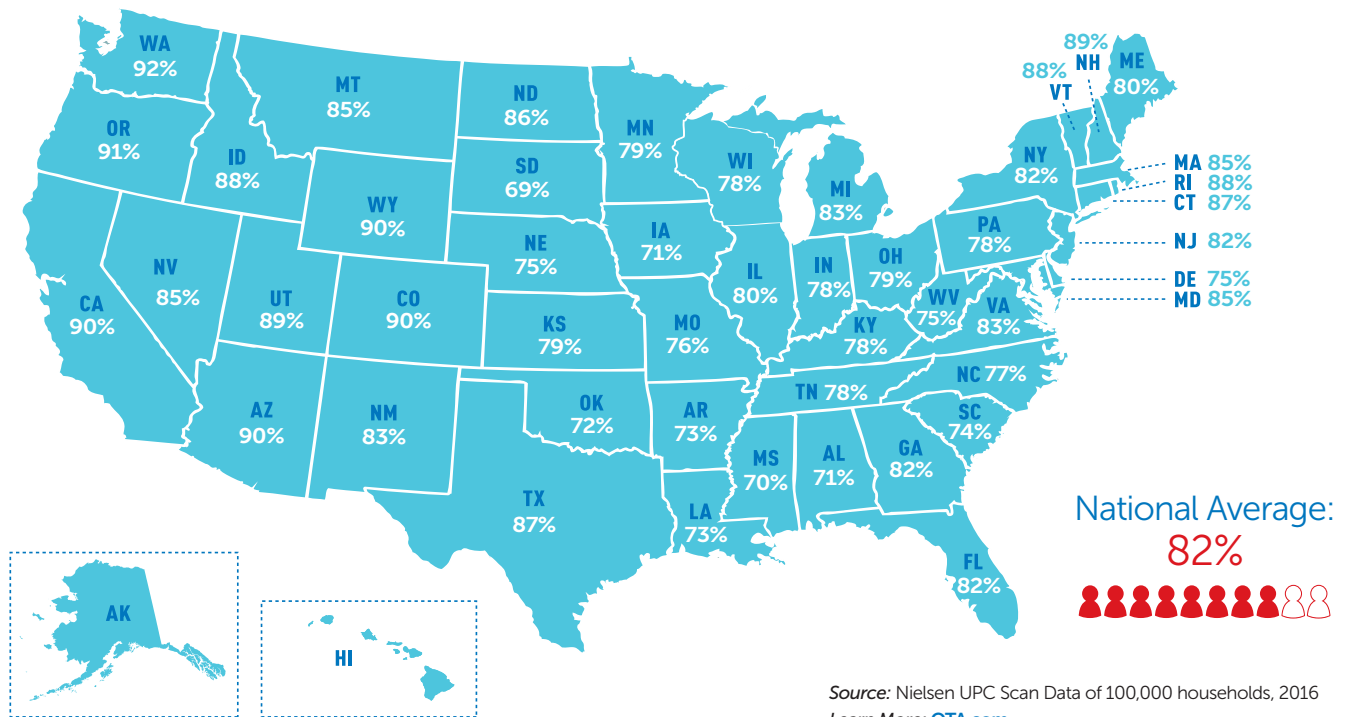 WA
92%
OR
91%
ID
88%
MT
85%
ND
86%
SD
69%
WY
90%
NE
75%
MN
79%
WI
78%
MI
83%
IA
71%
NV
85%
CA
90%
UT
89%
CO
90%
KS
79%
MO
76%
IL
80%
IN
78%
OH
79%
KY
78%
WV
75%
VA
83%
PA
78%
NY
82%
88%
VT
89%
NH
ME
80%
MA 85%
RI 88%
CT 87%
NJ 82%
DE 75%
MD 85%
AZ
90%
NM
83%
OK
72%
AR
73%
TN 78%
NC 77%
SC
74%
MS
70%
AL
71%
GA
82%
TX
87%
LA
73%
FL
82%
AK
HI
National Average:
82%
Source: Nielsen UPC Scan Data of 100,000 households, 2016
Learn More: OTA.com